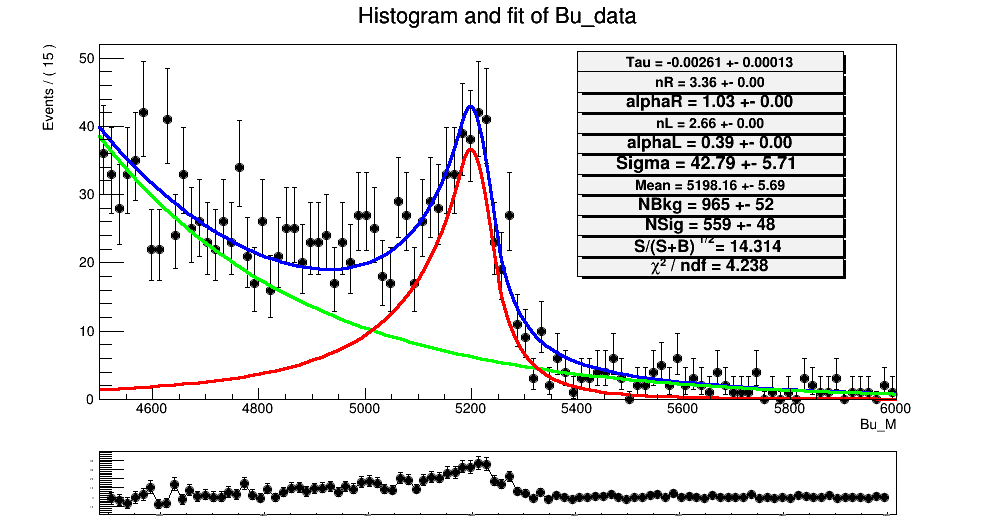 Histogram and fit of Bu_data
Events / ( 15 )
50
40
30
20
10
0
Tau = -0.00261 +- 0.00013
nR = 3.36 +- 0.00
alphaR = 1.03 +- 0.00
nL = 2.66 +- 0.00
alphaL = 0.39 +- 0.00
Sigma = 42.79 +- 5.71
Mean = 5198.16 +- 5.69
NBkg = 965 +- 52
NSig = 559 +- 48
S/(S+B)^1/2 = 14.314
χ² / ndf = 4.238
4600 4800 5000 5200 5400 5600 5800 6000
Bu_M